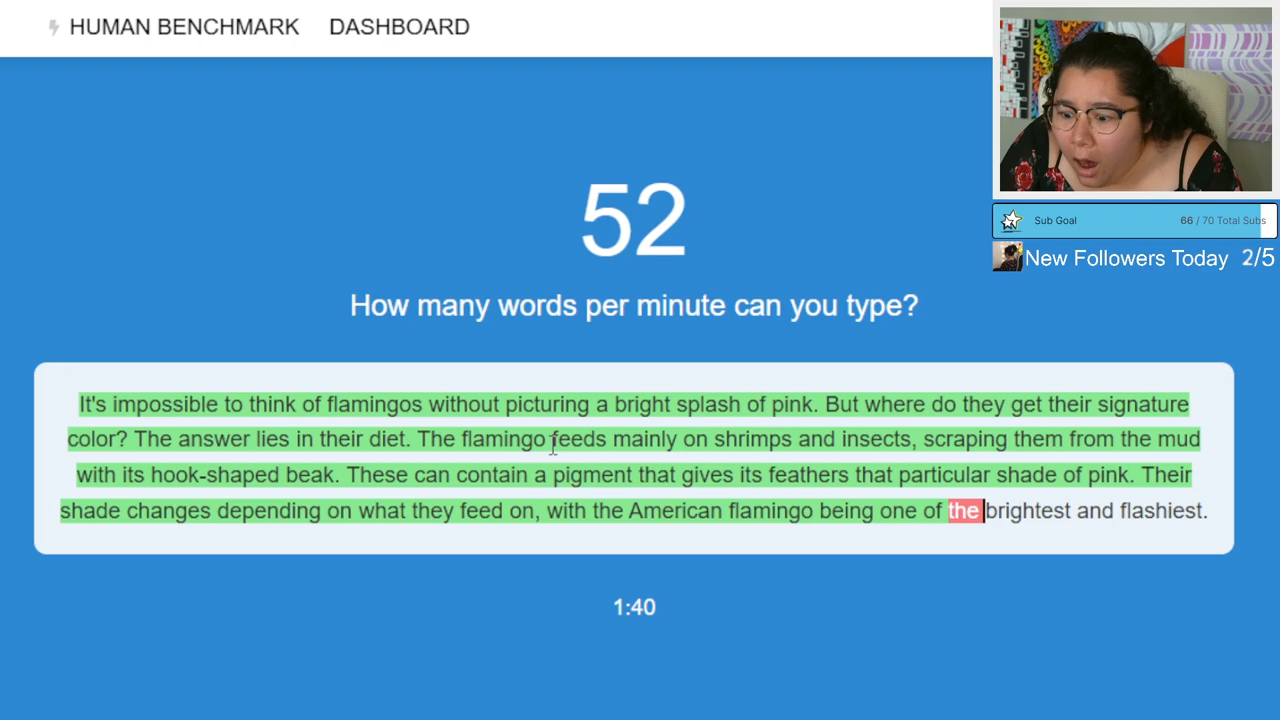 HUMAN BENCHMARK DASHBOARD
52
How many words per minute can you type?
It's impossible to think of flamingos without picturing a bright splash of pink. But where do they get their signature
color? The answer lies in their diet. The flamingo feeds mainly on shrimps and insects, scraping them from the mud
with its hook-shaped beak. These can contain a pigment that gives its feathers that particular shade of pink. Their
shade changes depending on what they feed on, with the American flamingo being one of the brightest and flashiest.
1:40
Sub Goal 66 / 70 Total Subs
New Followers Today 2/5